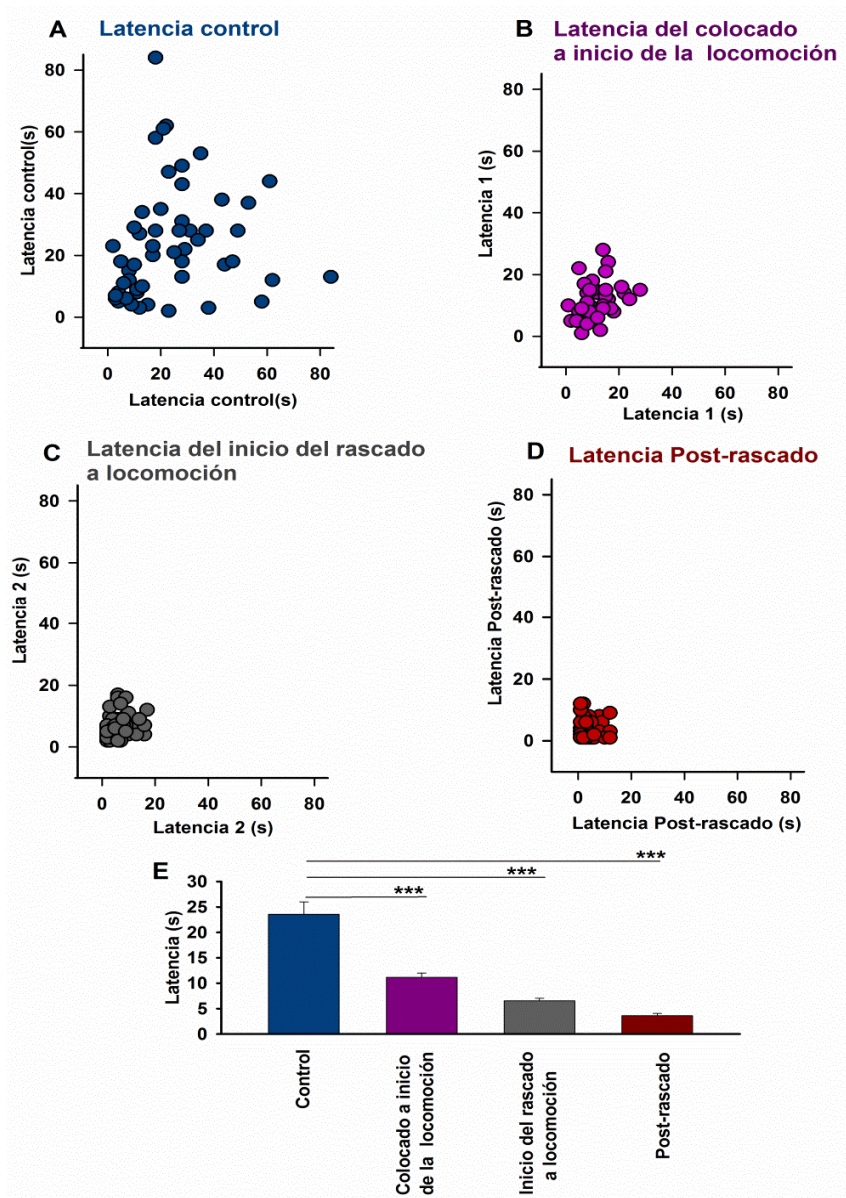 A
Latencia control
80
60
40
20
0
Latencia control(s)
0 20 40 60 80
Latencia control(s)
B
Latencia del colocado
a inicio de la locomoción
80
60
40
20
0
Latencia 1 (s)
0 20 40 60 80
Latencia 1 (s)
C
Latencia del inicio del rascado
a locomoción
80
60
40
20
0
Latencia 2 (s)
0 20 40 60 80
Latencia 2 (s)
D
Latencia Post-rascado
80
60
40
20
0
Latencia Post-rascado (s)
0 20 40 60 80
Latencia Post-rascado (s)
E
***
***
***
30
25
20
15
10
5
0
Latencia (s)
Control
Colocado a inicio
de la locomoción
Inicio del rascado
a locomoción
Post-rascado